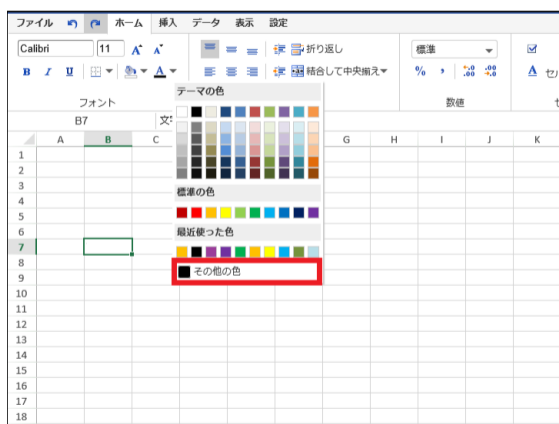 ファイル ホーム 挿入 データ 表示 設定
Calibri 11 A A 折り返し 標準
B I U A 結合して中央揃え % , .00 .00 A
フォント 数値
B7
テーマの色
標準の色
最近使った色
その他の色
A B C G H I J K
1
2
3
4
5
6
7
8
9
10
11
12
13
14
15
16
17
18